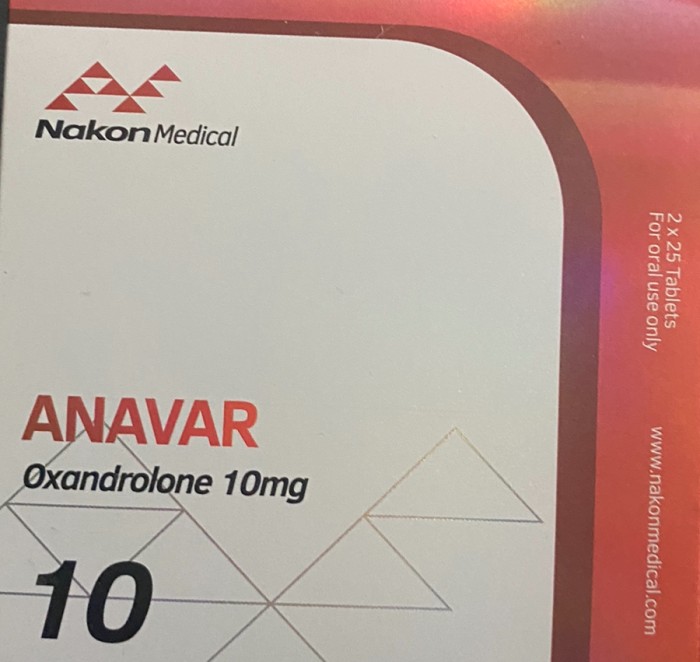 Nakon Medical
ANAVAR
Oxandrolone 10mg
10
2 x 25 Tablets
For oral use only
www.nakonmedical.com